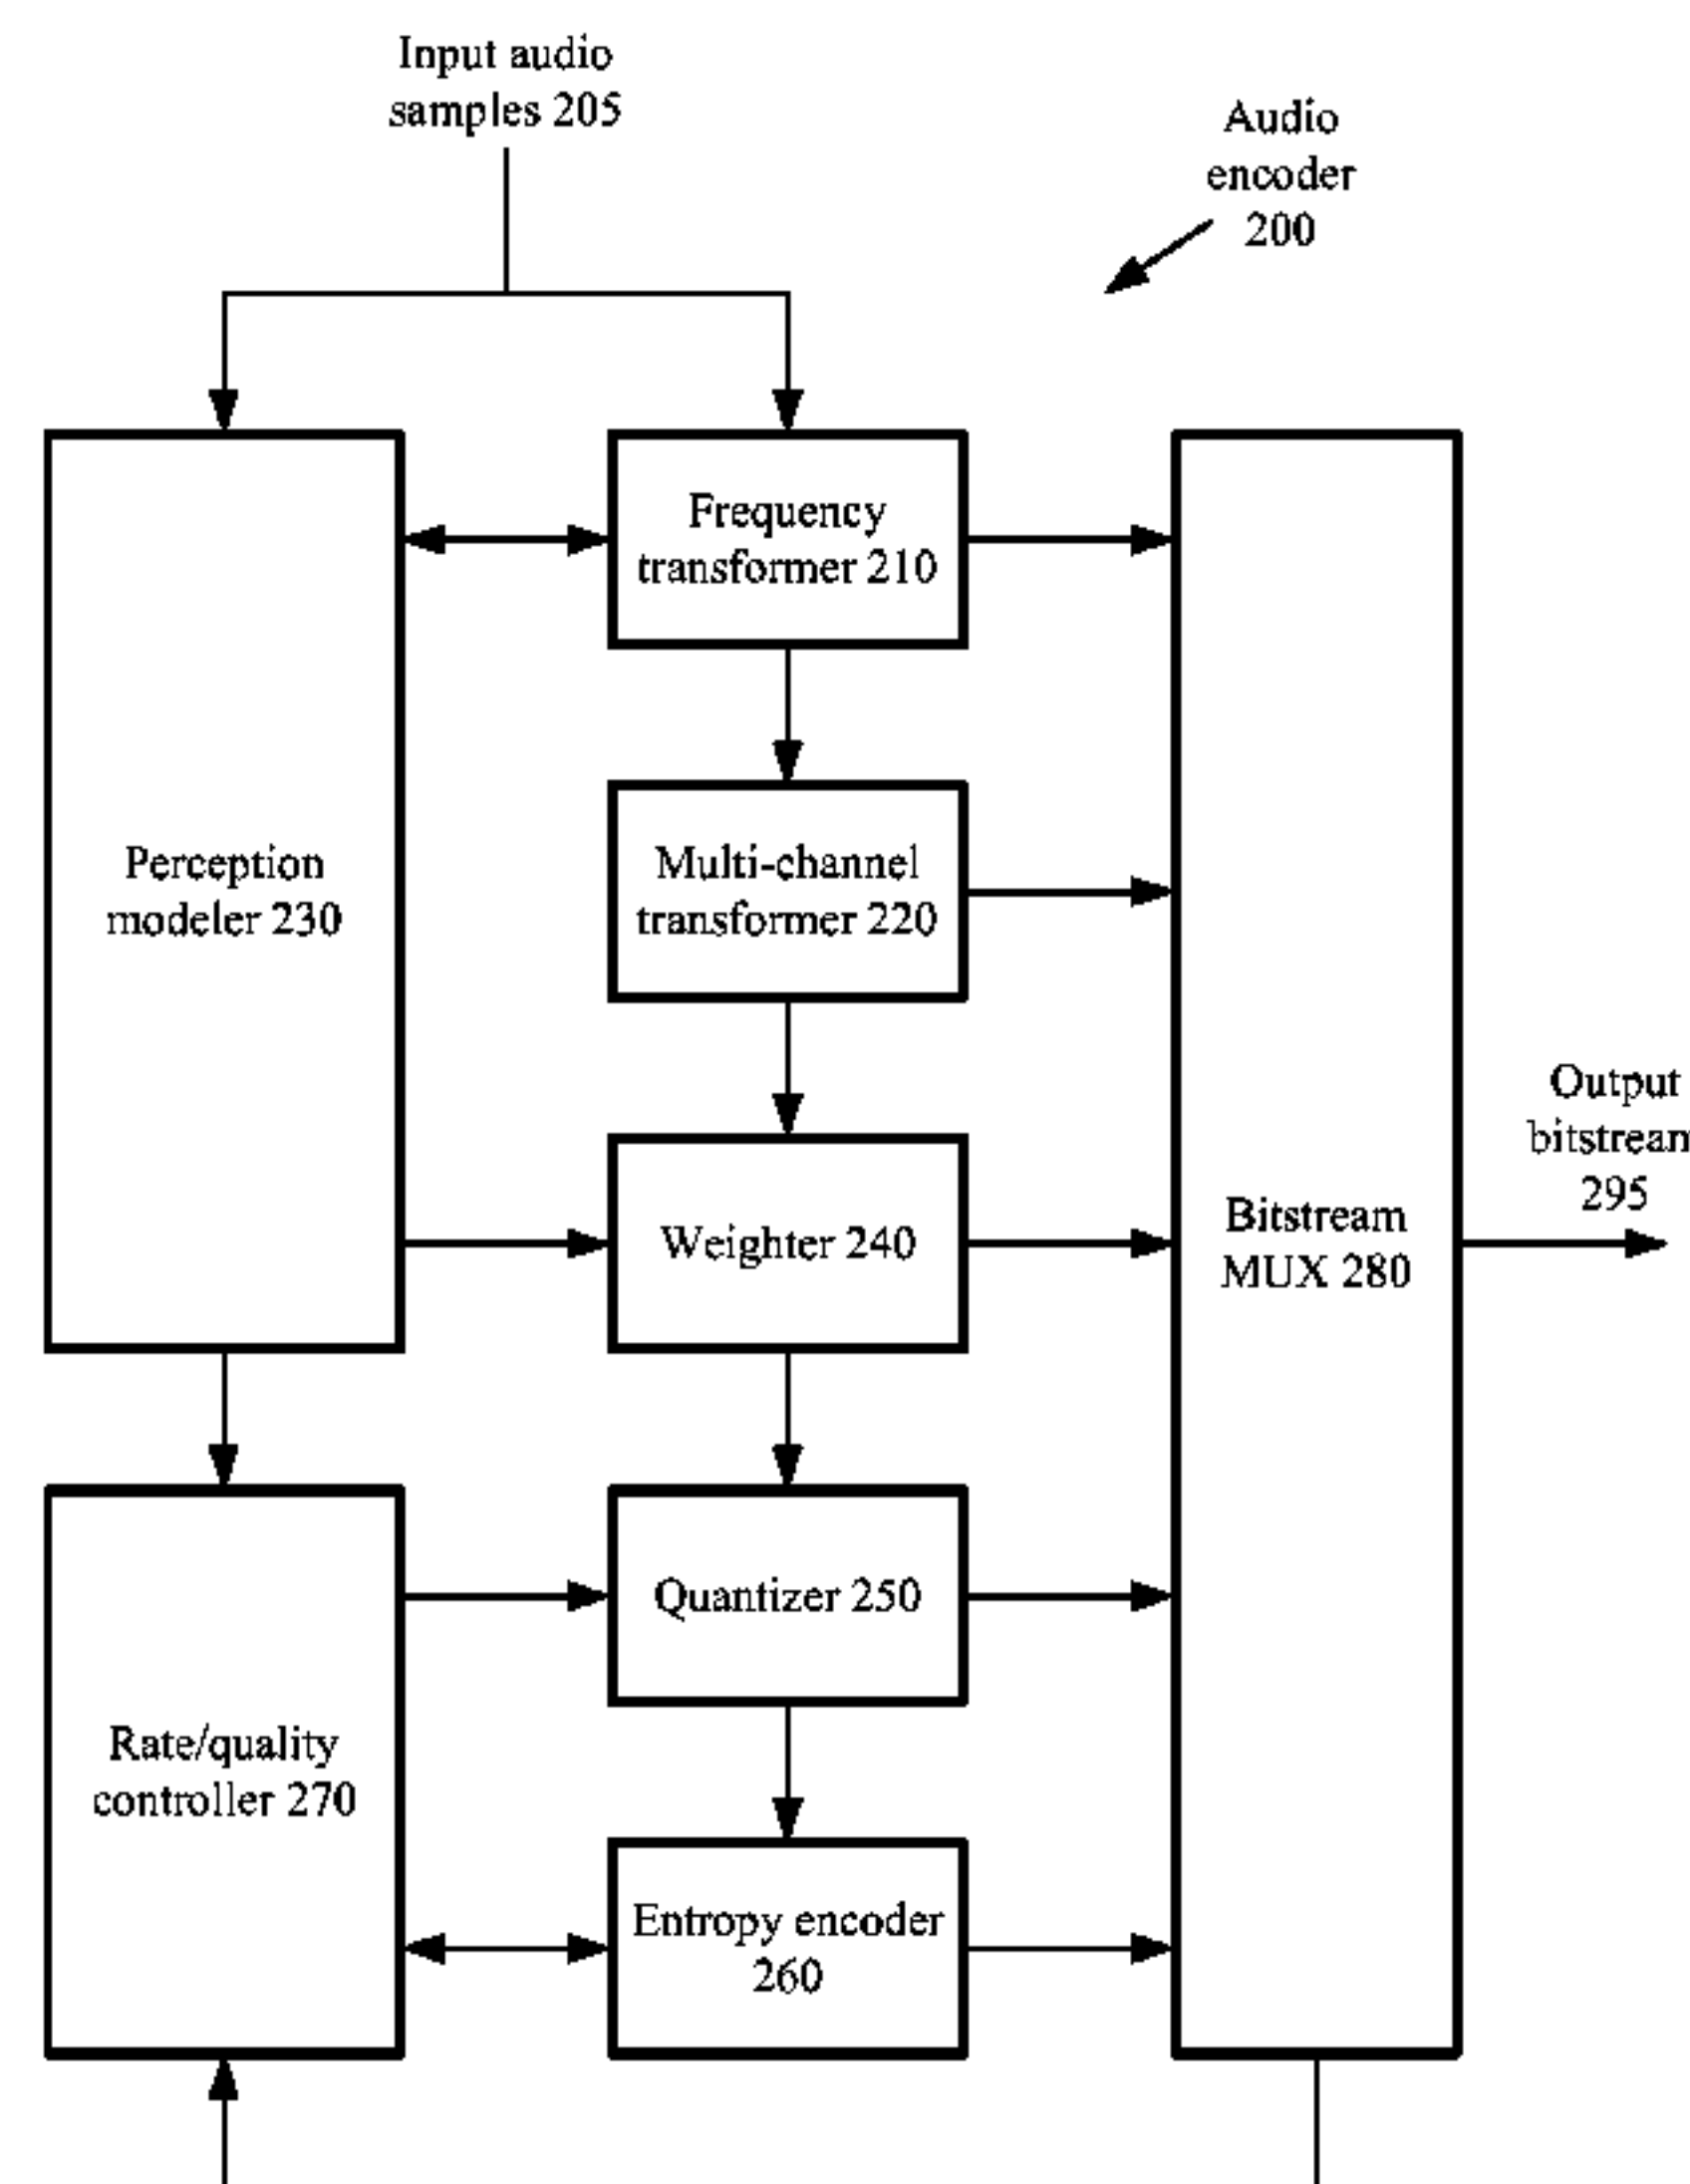 Input audio
samples 205
Audio
encoder
200
Frequency
transformer 210
Perception
modeler 230
Multi-channel
transformer 220
Output
bitstream
295
Weighter 240
Bitstream
MUX 280
Quantizer 250
Rate/quality
controller 270
Entropy encoder
260